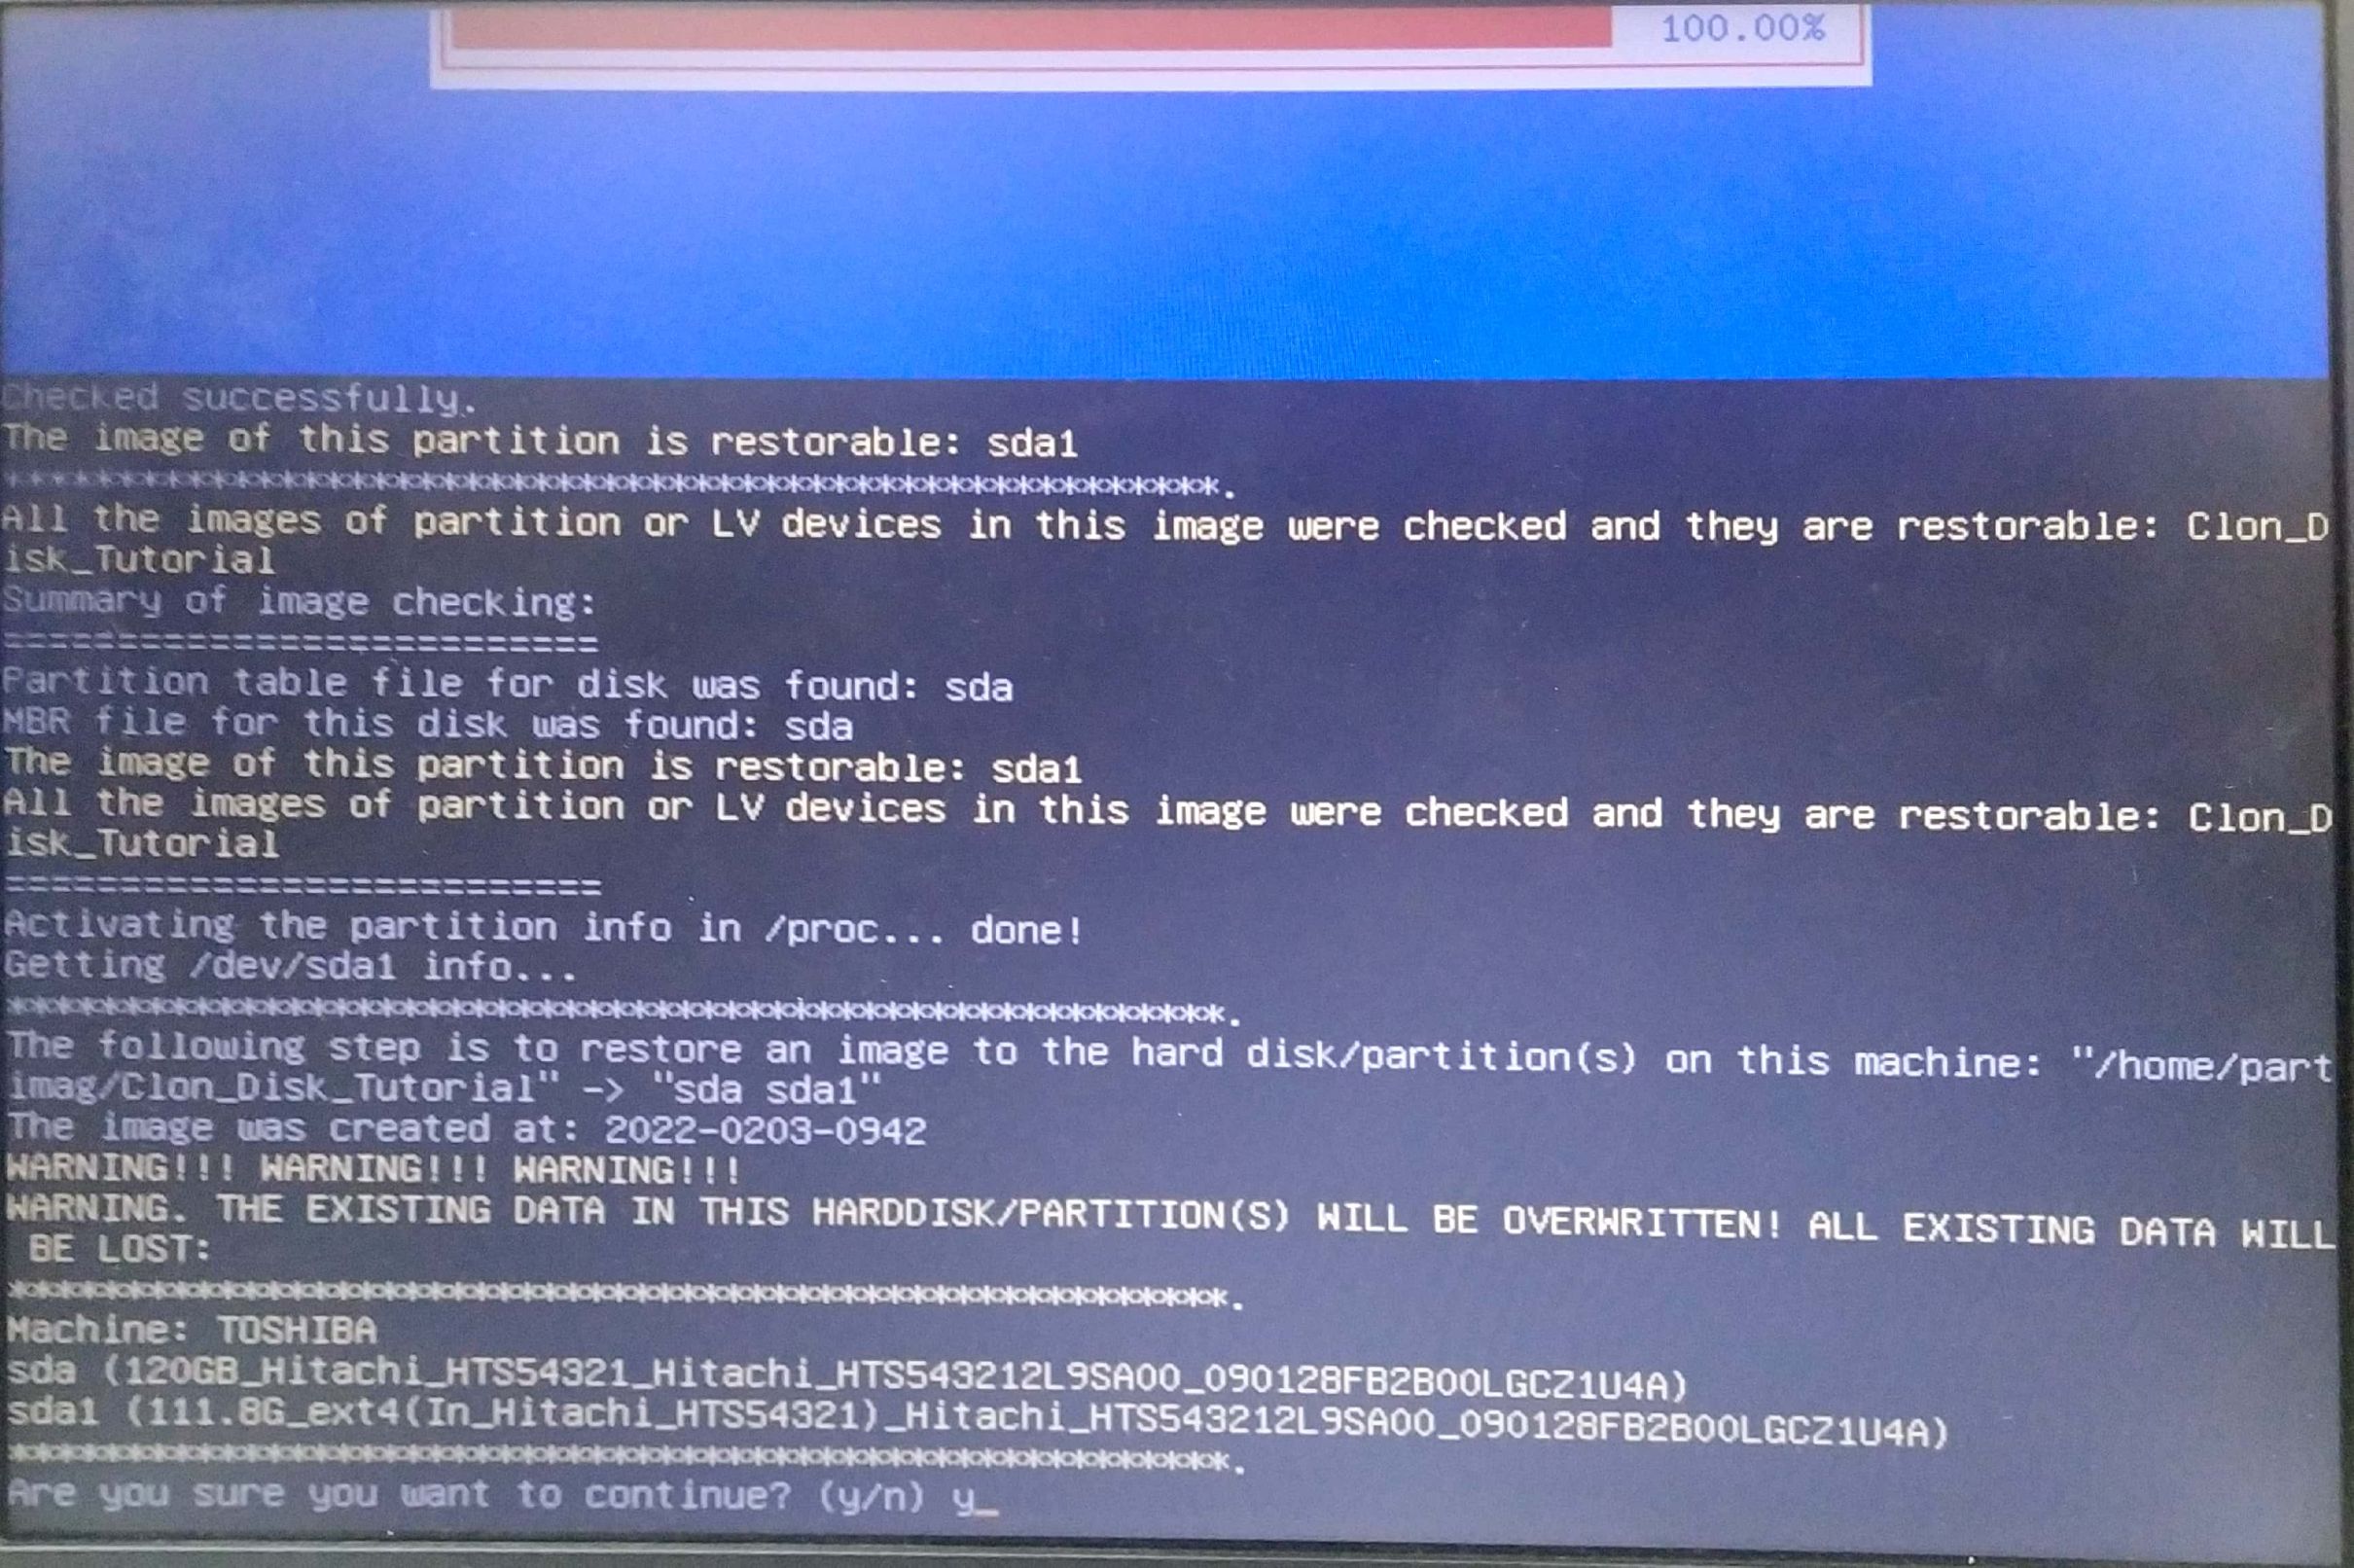 100.00%
Checked successfully.
The image of this partition is restorable: sda1
****************************************************************.
All the images of partition or LV devices in this image were checked and they are restorable: Clon_D
isk_Tutorial
Summary of image checking:
==========================
Partition table file for disk was found: sda
MBR file for this disk was found: sda
The image of this partition is restorable: sda1
All the images of partition or LV devices in this image were checked and they are restorable: Clon_D
isk_Tutorial
==========================
Activating the partition info in /proc... done!
Getting /dev/sda1 info...
****************************************************************.
The following step is to restore an image to the hard disk/partition(s) on this machine: "/home/part
imag/Clon_Disk_Tutorial" -> "sda sda1"
The image was created at: 2022-0203-0942
WARNING!!! WARNING!!! WARNING!!!
WARNING. THE EXISTING DATA IN THIS HARDDISK/PARTITION(S) WILL BE OVERWRITTEN! ALL EXISTING DATA WILL
 BE LOST:
****************************************************************.
Machine: TOSHIBA
sda (120GB_Hitachi_HTS54321_Hitachi_HTS543212L9SA00_090128FB2B00LGCZ1U4A)
sda1 (111.8G_ext4(In_Hitachi_HTS54321)_Hitachi_HTS543212L9SA00_090128FB2B00LGCZ1U4A)
****************************************************************.
Are you sure you want to continue? (y/n) y_